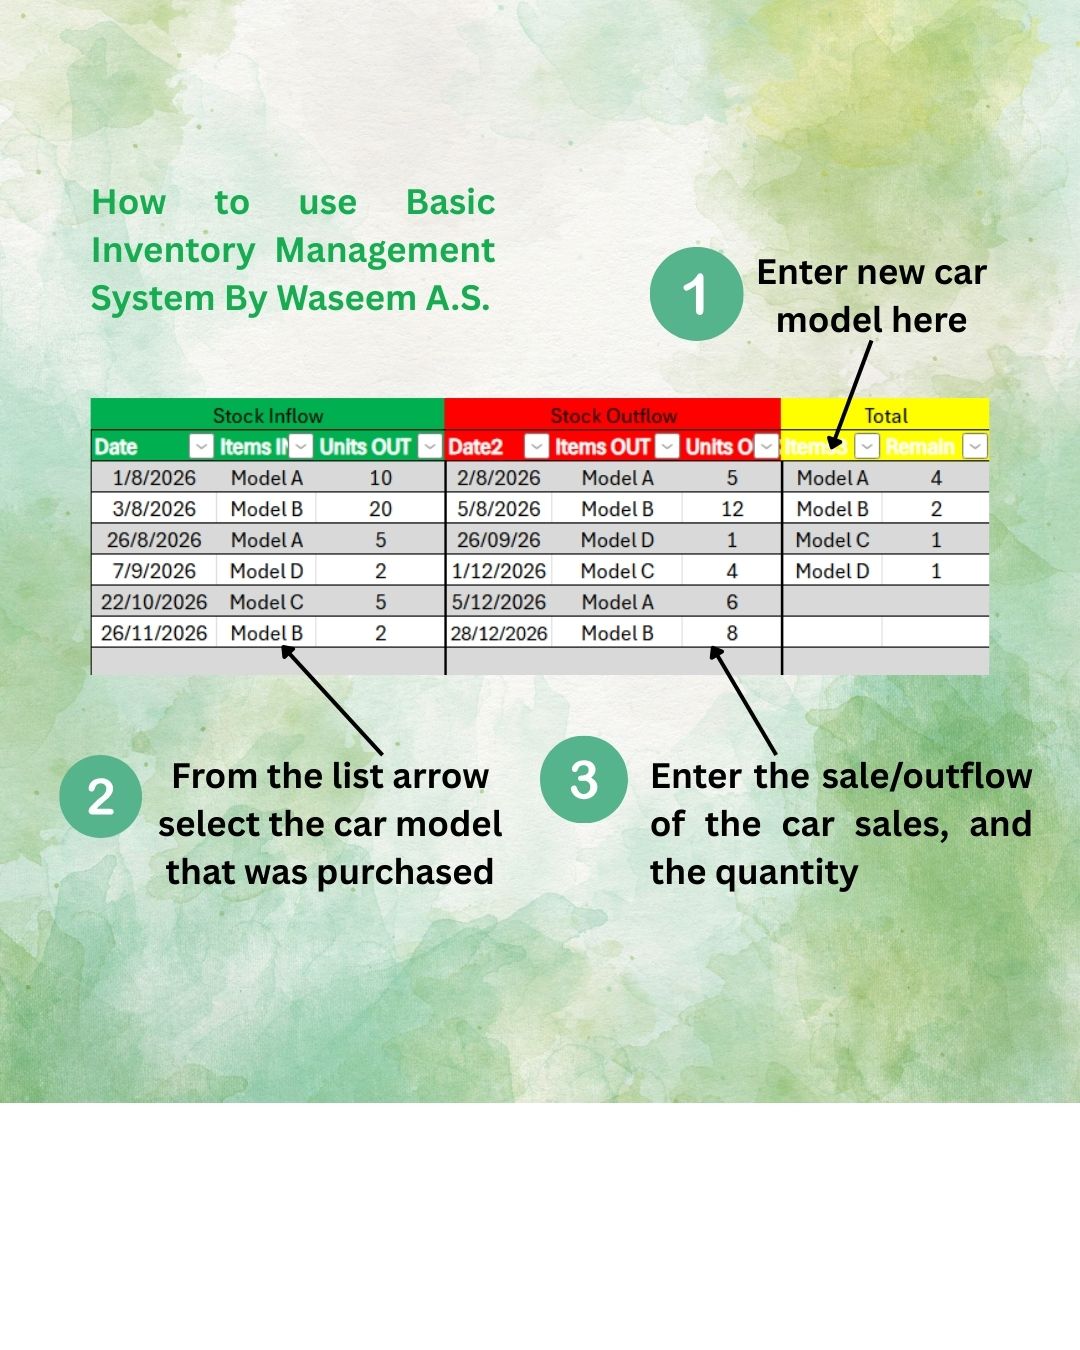 How to use Basic
Inventory Management
System By Waseem A.S.
1 Enter new car
model here
Stock Inflow Stock Outflow Total
Date Items IN Units OUT Date2 Items OUT Units O Items3 Remain
1/8/2026 Model A 10 2/8/2026 Model A 5 Model A 4
3/8/2026 Model B 20 5/8/2026 Model B 12 Model B 2
26/8/2026 Model A 5 26/09/26 Model D 1 Model C 1
7/9/2026 Model D 2 1/12/2026 Model C 4 Model D 1
22/10/2026 Model C 5 5/12/2026 Model A 6
26/11/2026 Model B 2 28/12/2026 Model B 8
2 From the list arrow
select the car model
that was purchased
3 Enter the sale/outflow
of the car sales, and
the quantity